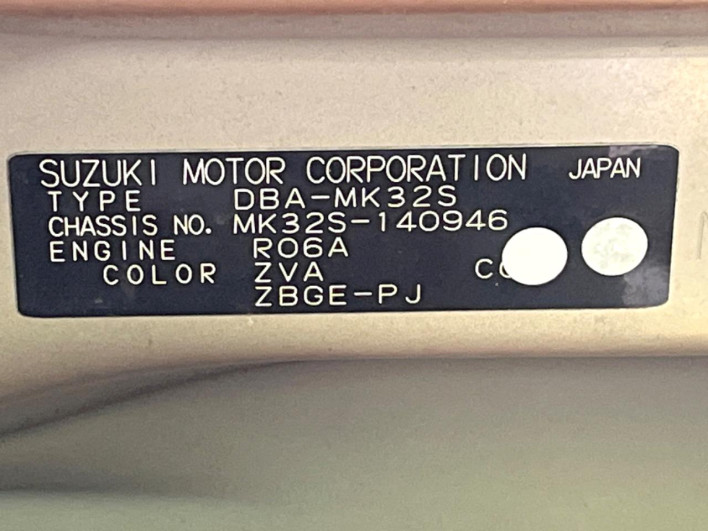 SUZUKI MOTOR CORPORATION JAPAN
TYPE DBA-MK32S
CHASSIS NO. MK32S-140946
ENGINE R06A
COLOR ZVA
ZBGE-PJ